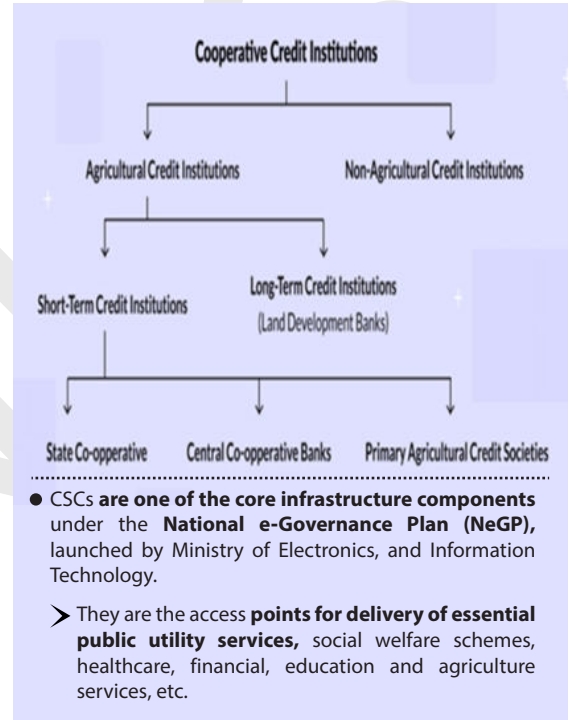 Cooperative Credit Institutions
Agricultural Credit Institutions
Non-Agricultural Credit Institutions
Short-Term Credit Institutions
Long-Term Credit Institutions
(Land Development Banks)
State Co-operative
Central Co-operative Banks
Primary Agricultural Credit Societies
● CSCs are one of the core infrastructure components
under the National e-Governance Plan (NeGP),
launched by Ministry of Electronics, and Information
Technology.
➤ They are the access points for delivery of essential
public utility services, social welfare schemes,
healthcare, financial, education and agriculture
services, etc.